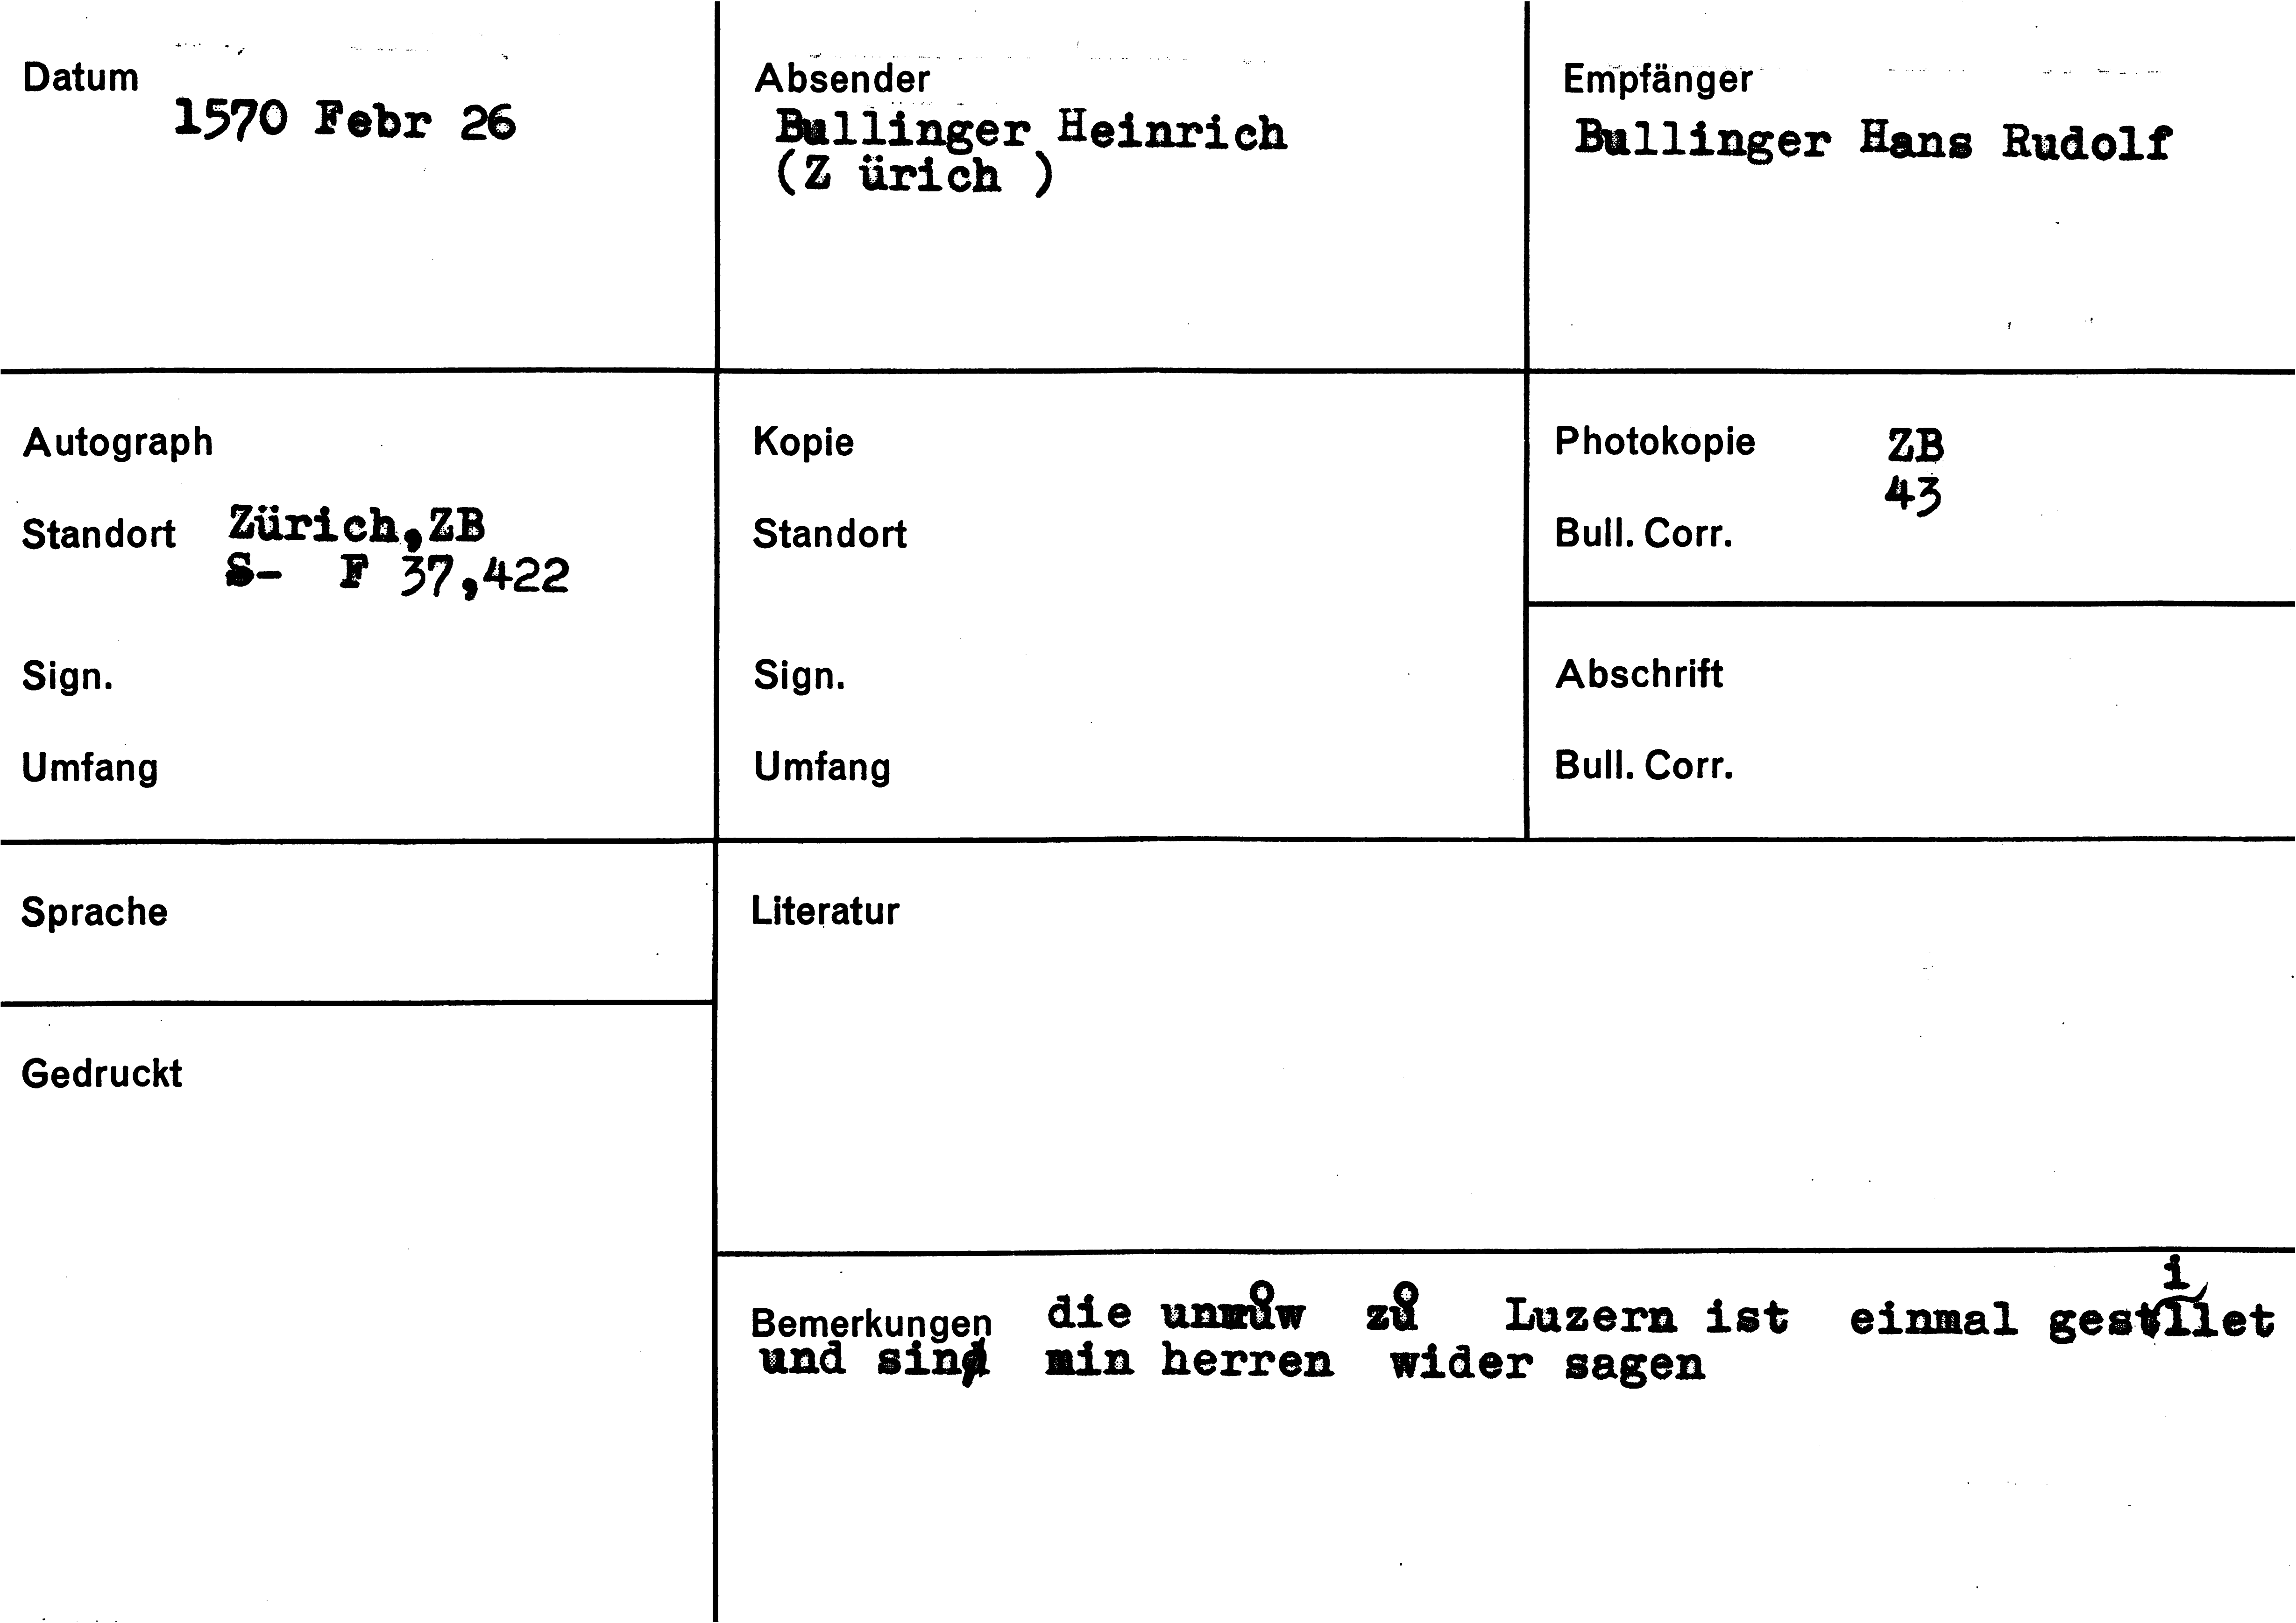 Datum
1570 Febr 26
Absender
Bullinger Heinrich
(Z ürich )
Empfänger
Bullinger Hans Rudolf
Autograph
Standort Zürich,ZB
S- F 37,422
Sign.
Umfang
Kopie
Standort
Sign.
Umfang
Photokopie ZB
43
Bull. Corr.
Abschrift
Bull. Corr.
Sprache
Gedruckt
Literatur
Bemerkungen die unrůw zů Luzern ist einmal gestillet
und sind min herren wider sagen